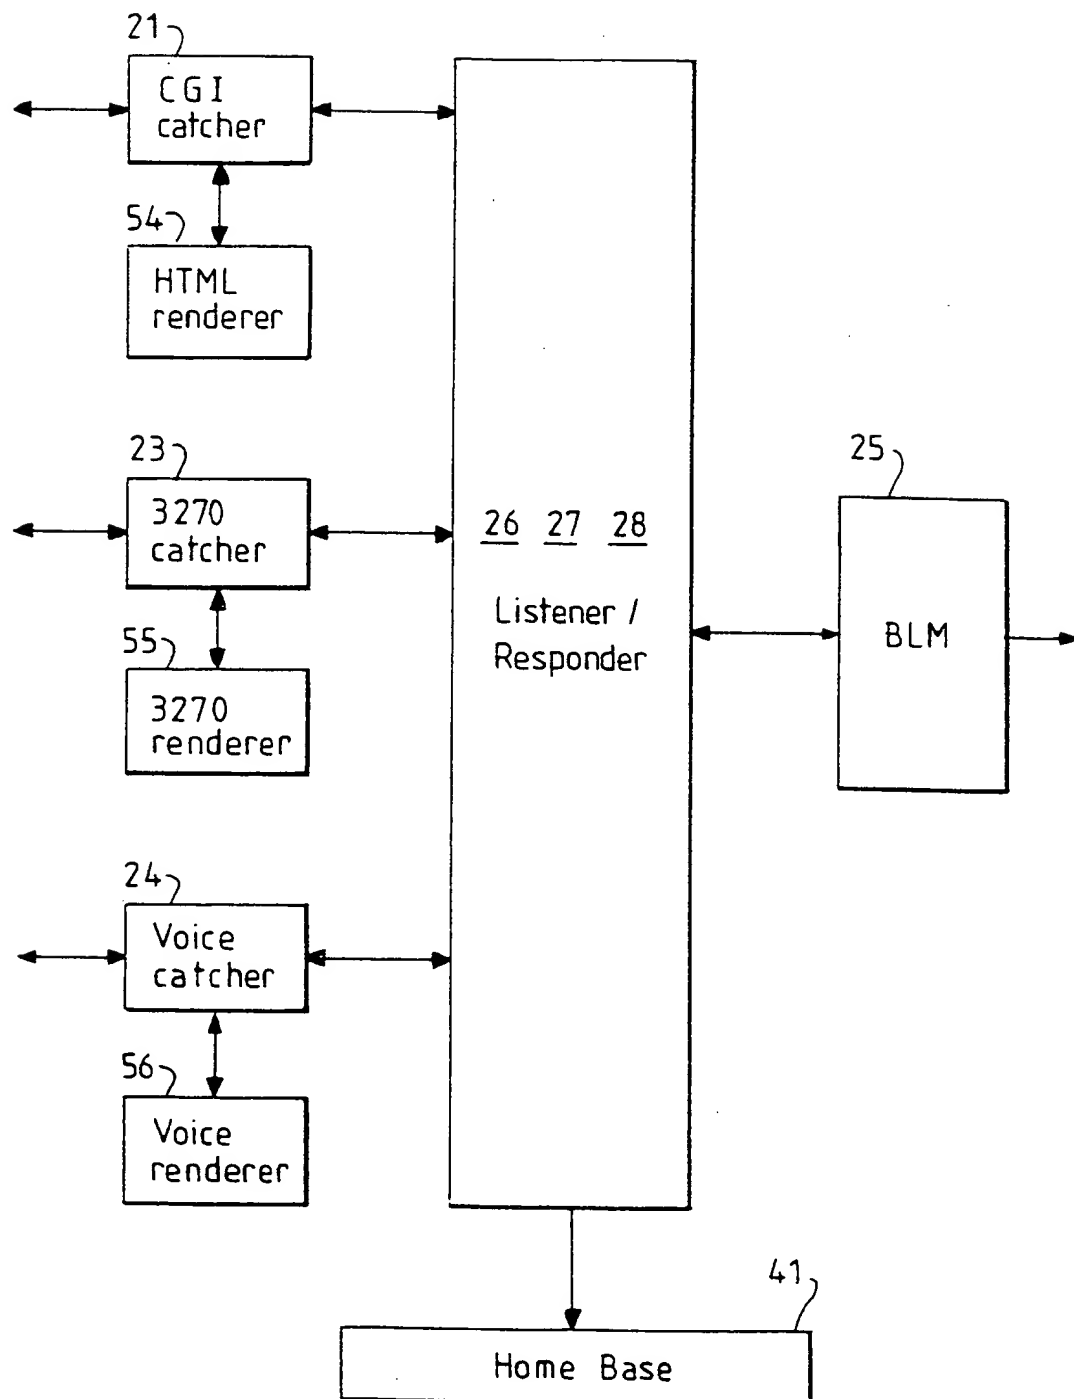 21
CGI
catcher
54
HTML
renderer
23
3270
catcher
55
3270
renderer
24
Voice
catcher
56
Voice
renderer
26 27 28
Listener /
Responder
25
BLM
41
Home Base